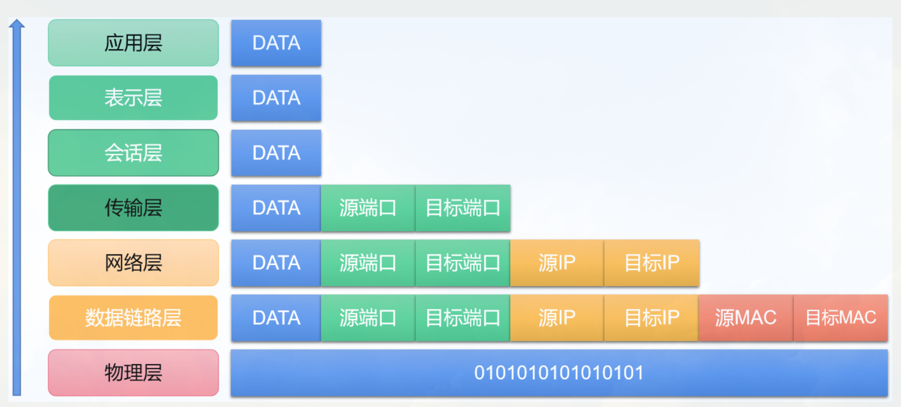 应用层 DATA
表示层 DATA
会话层 DATA
传输层 DATA 源端口 目标端口
网络层 DATA 源端口 目标端口 源IP 目标IP
数据链路层 DATA 源端口 目标端口 源IP 目标IP 源MAC 目标MAC
物理层 0101010101010101